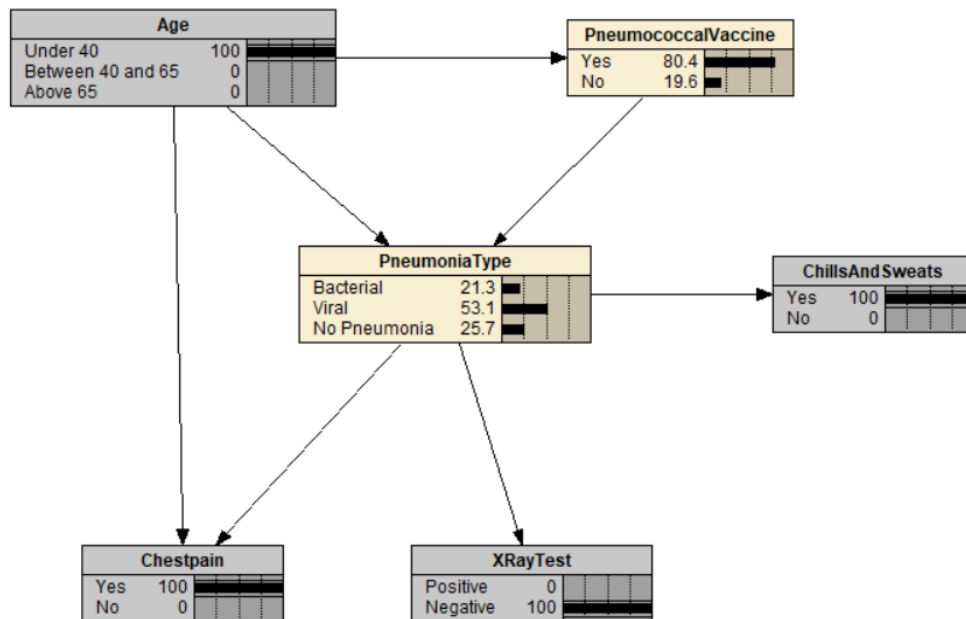 Age
Under 40 100
Between 40 and 65 0
Above 65 0
PneumococcalVaccine
Yes 80.4
No 19.6
PneumoniaType
Bacterial 21.3
Viral 53.1
No Pneumonia 25.7
ChillsAndSweats
Yes 100
No 0
Chestpain
Yes 100
No 0
XRayTest
Positive 0
Negative 100